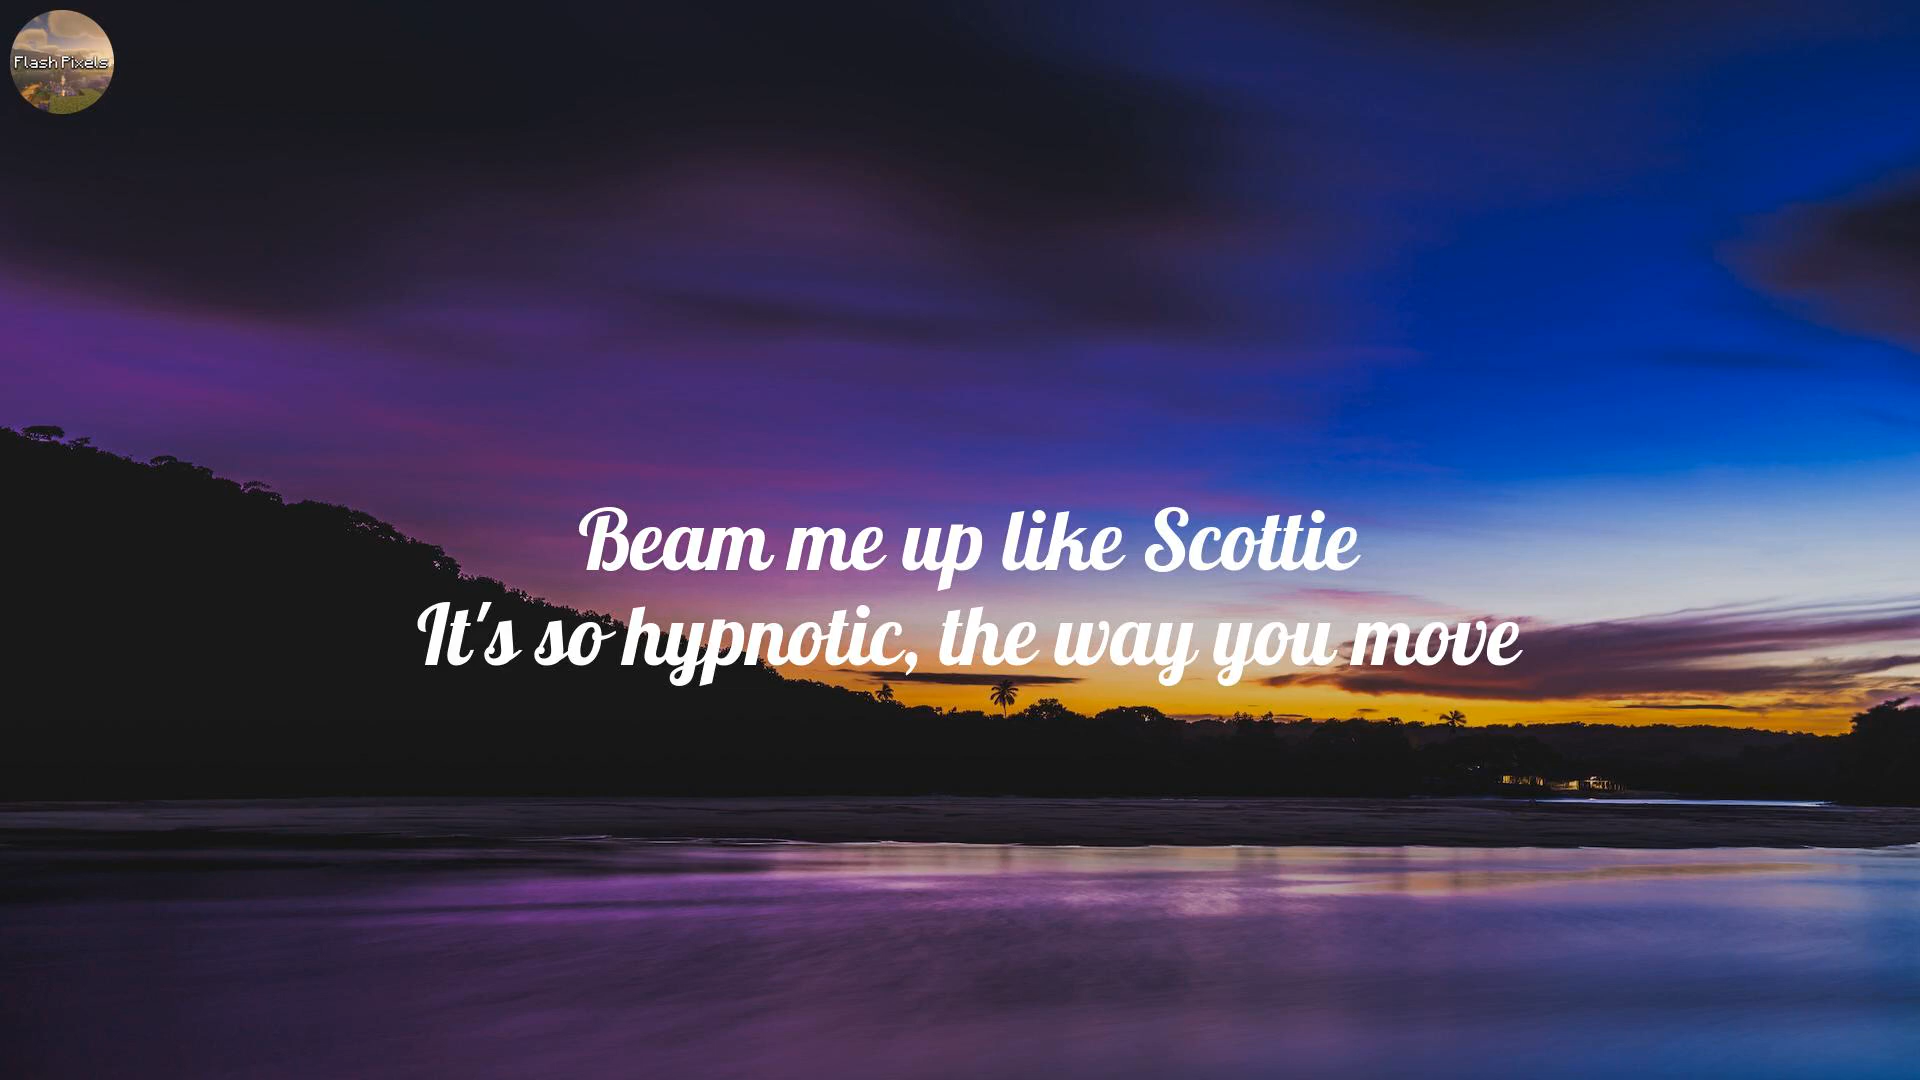 Flash Pixels
Beam me up like Scottie
It's so hypnotic, the way you move